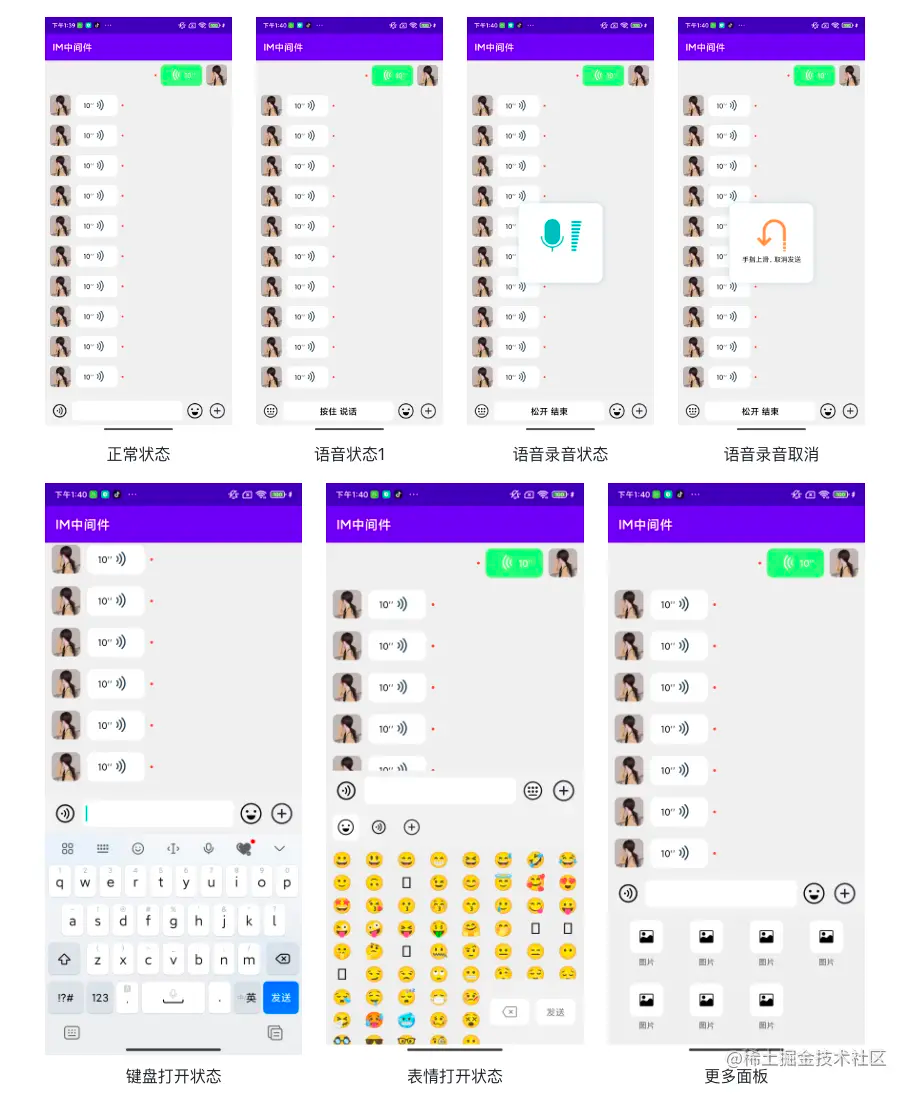 下午1:39 ···
IM中间件
10''
10''
10''
10''
10''
10''
10''
10''
10''
10''
10''
正常状态
下午1:40 ···
IM中间件
10''
10''
10''
10''
10''
10''
10''
10''
10''
10''
10''
按住 说话
语音状态1
下午1:40 ···
IM中间件
10''
10''
10''
10''
10''
10''
10''
10''
10''
10''
10''
松开 结束
语音录音状态
下午1:40 ···
IM中间件
10''
10''
10''
10''
10''
10''
10''
10''
10''
10''
10''
手指上滑，取消发送
松开 结束
语音录音取消
下午1:40 ···
IM中间件
10''
10''
10''
10''
10''
10''
q w e r t y u i o p
a s d f g h j k l
z x c v b n m
!?# 123 , . 英 发送
键盘打开状态
下午1:40 ···
IM中间件
10''
10''
10''
10''
10''
发送
表情打开状态
下午1:40 ···
IM中间件
10''
10''
10''
10''
10''
10''
10''
10''
图片 图片 图片 图片
图片 图片 图片
更多面板
@稀土掘金技术社区